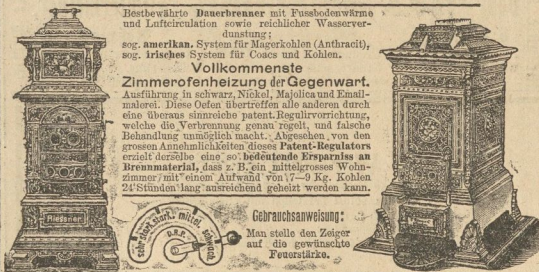 Bestbewährte Dauerbrenner mit Fussbodenwärme
und Luftcirculation sowie reichlicher Wasserver-
dunstung;
sog. amerikan. System für Magerkohlen (Anthracit),
sog. irisches System für Coacs und Kohlen.
Vollkommenste
Zimmerofenheizung der Gegenwart.
Ausführung in schwarz, Nickel, Majolica und Email-
malerei. Diese Oefen übertreffen alle anderen durch
eine überaus sinnreiche patent. Regulirvorrichtung,
welche die Verbrennung genau regelt, und falsche
Behandlung unmöglich macht. Abgesehen von den
grossen Annehmlichkeiten dieses Patent-Regulators
erzielt derselbe eine so bedeutende Ersparniss an
Brennmaterial, dass z. B. ein mittelgrosses Wohn-
zimmer mit einem Aufwand von 7—9 Kg. Kohlen
24 Stunden lang ausreichend geheizt werden kann.
Riessner
sehr stark. stark. mittel. schwach.
D.R.P.
Gebrauchsanweisung:
Man stelle den Zeiger
auf die gewünschte
Feuerstärke.